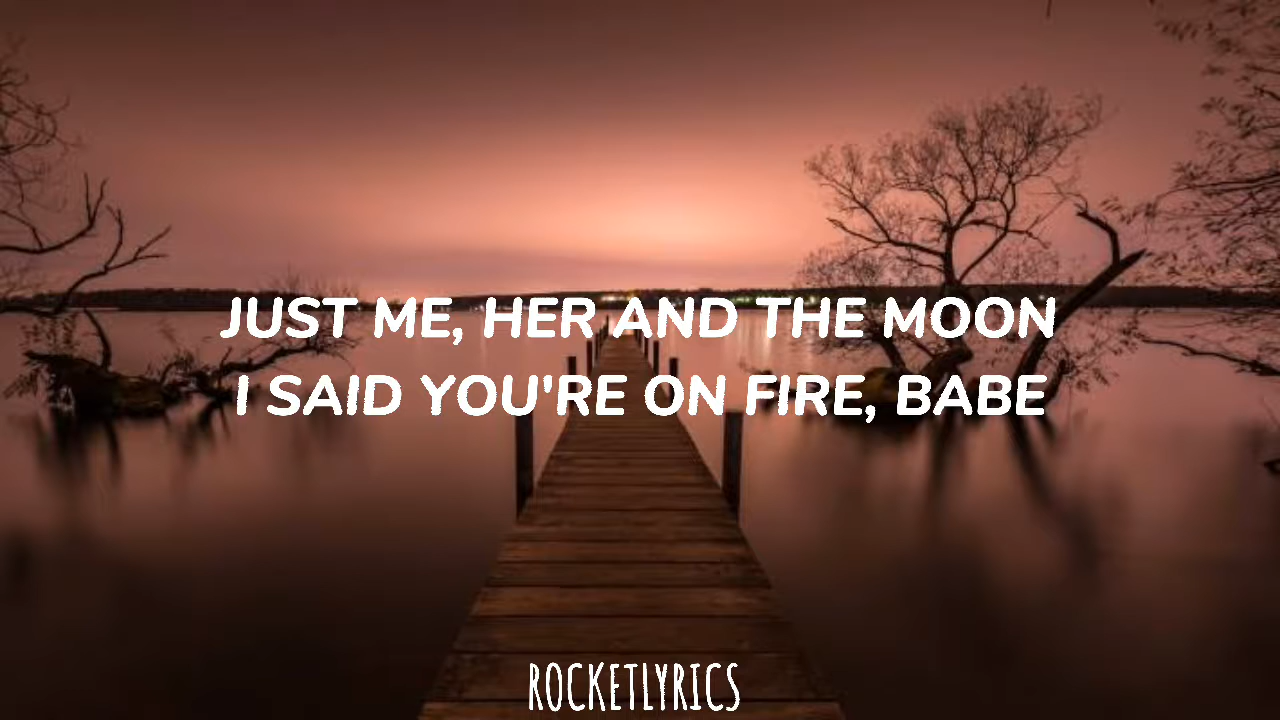 JUST ME, HER AND THE MOON
I SAID YOU'RE ON FIRE, BABE
ROCKETLYRICS